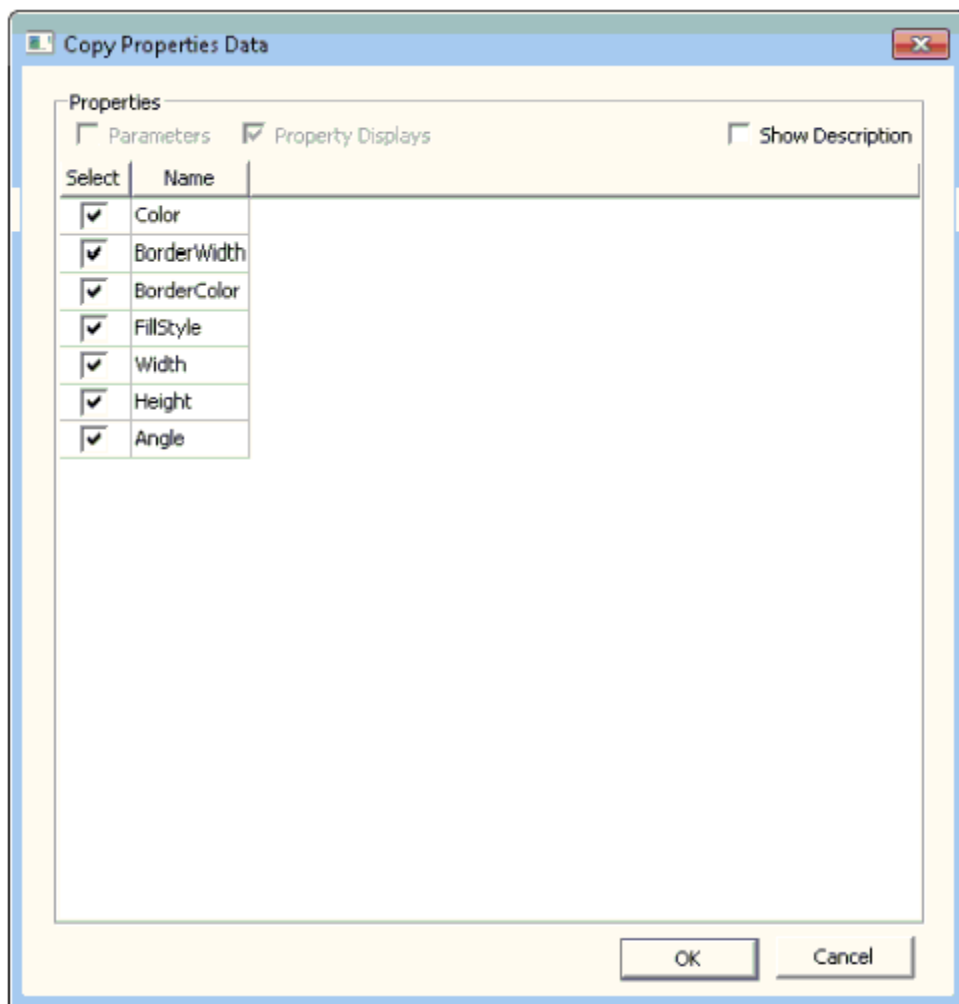 Copy Properties Data
Properties
Parameters Property Displays Show Description
Select Name
Color
BorderWidth
BorderColor
FillStyle
Width
Height
Angle
OK Cancel